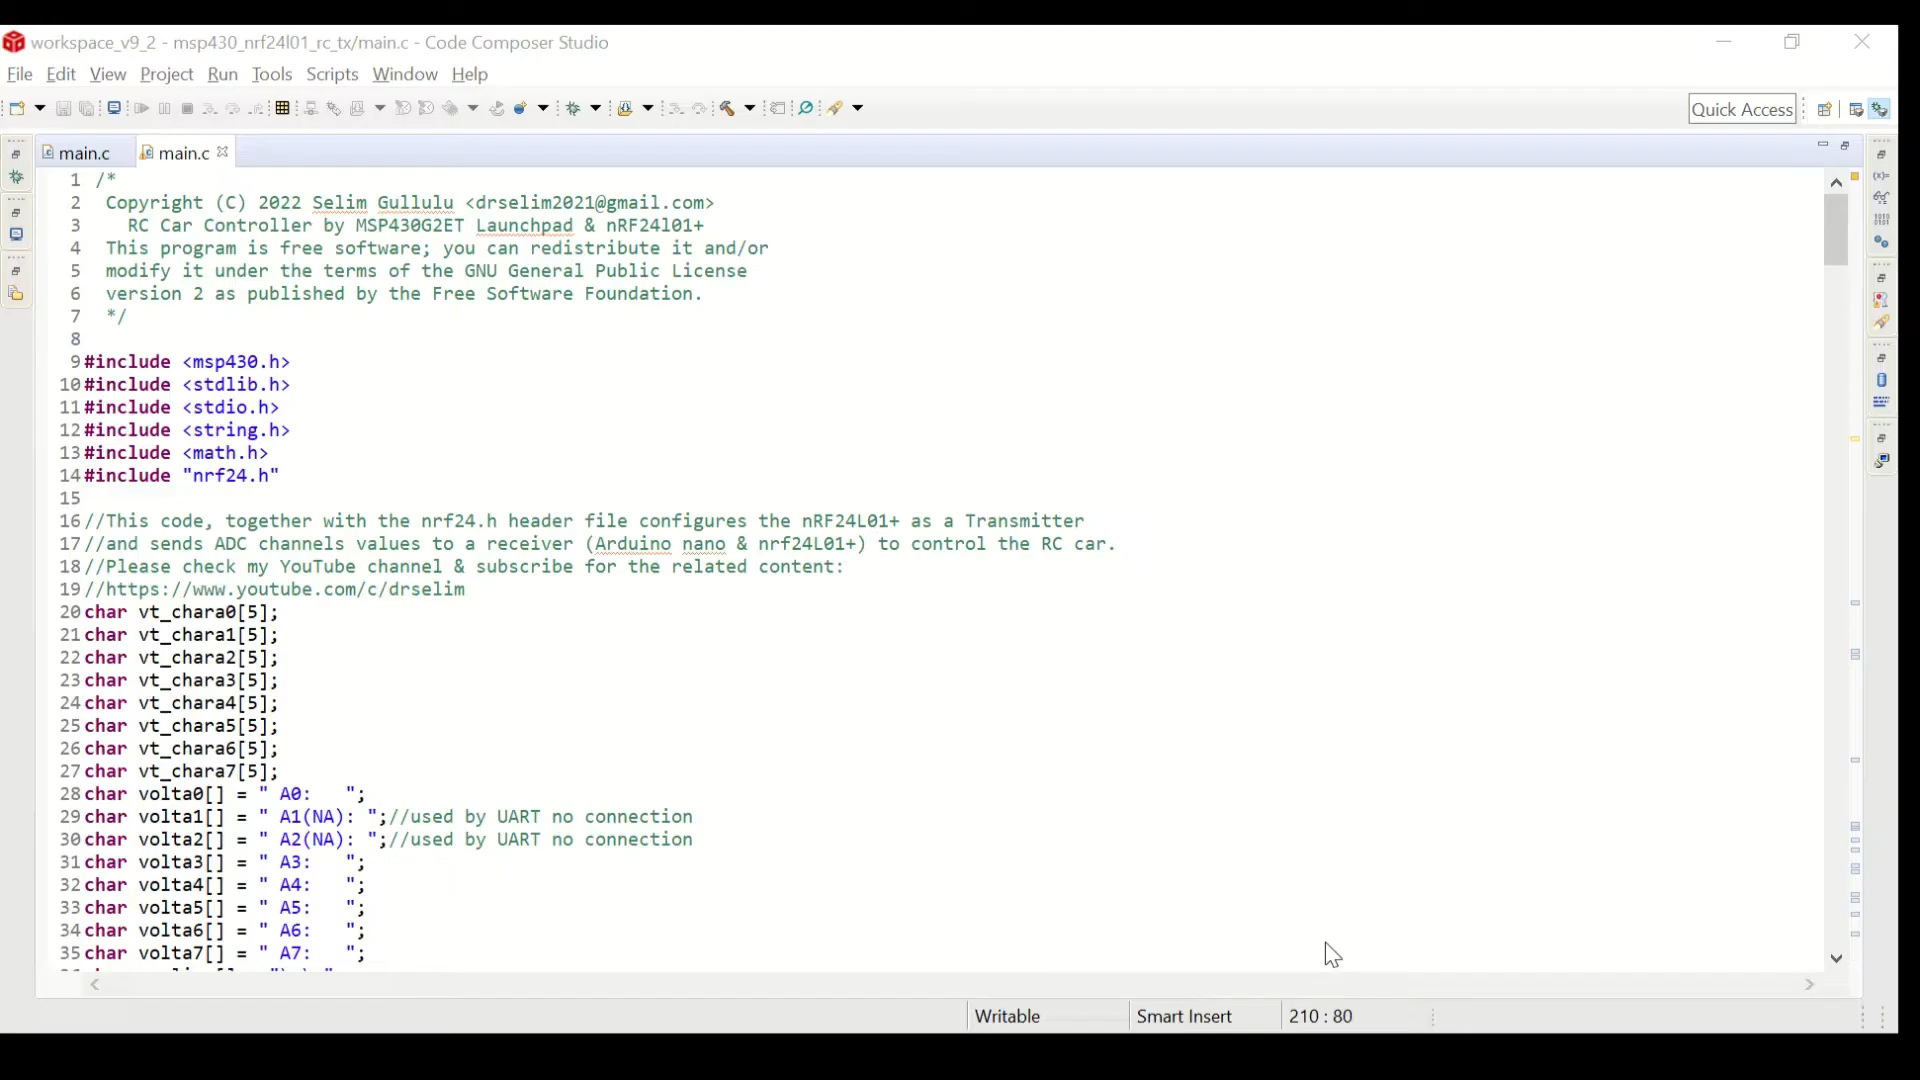 workspace_v9_2 - msp430_nrf24l01_rc_tx/main.c - Code Composer Studio
File Edit View Project Run Tools Scripts Window Help
Quick Access
main.c main.c
1 /*
2 Copyright (C) 2022 Selim Gullulu <drselim2021@gmail.com>
3 RC Car Controller by MSP430G2ET Launchpad & nRF24l01+
4 This program is free software; you can redistribute it and/or
5 modify it under the terms of the GNU General Public License
6 version 2 as published by the Free Software Foundation.
7 */
8
9 #include <msp430.h>
10 #include <stdlib.h>
11 #include <stdio.h>
12 #include <string.h>
13 #include <math.h>
14 #include "nrf24.h"
15
16 //This code, together with the nrf24.h header file configures the nRF24L01+ as a Transmitter
17 //and sends ADC channels values to a receiver (Arduino nano & nrf24L01+) to control the RC car.
18 //Please check my YouTube channel & subscribe for the related content:
19 //https://www.youtube.com/c/drselim
20 char vt_chara0[5];
21 char vt_chara1[5];
22 char vt_chara2[5];
23 char vt_chara3[5];
24 char vt_chara4[5];
25 char vt_chara5[5];
26 char vt_chara6[5];
27 char vt_chara7[5];
28 char volta0[] = " A0:   ";
29 char volta1[] = " A1(NA): ";//used by UART no connection
30 char volta2[] = " A2(NA): ";//used by UART no connection
31 char volta3[] = " A3:   ";
32 char volta4[] = " A4:   ";
33 char volta5[] = " A5:   ";
34 char volta6[] = " A6:   ";
35 char volta7[] = " A7:   ";
Writable Smart Insert 210 : 80